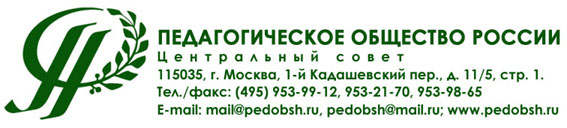 ПЕДАГОГИЧЕСКОЕ ОБЩЕСТВО РОССИИ
Центральный совет
115035, г. Москва, 1-й Кадашевский пер., д. 11/5, стр. 1.
Тел./факс: (495) 953-99-12, 953-21-70, 953-98-65
E-mail: mail@pedobsh.ru, pedobsh@mail.ru; www.pedobsh.ru